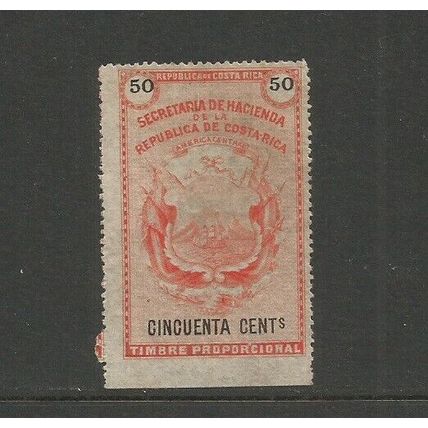 REPUBLICA DE COSTA RICA
50 50
SECRETARIA DE HACIENDA
DE LA
REPUBLICA DE COSTA-RICA
AMERICA CENTRAL
CINCUENTA CENTS
TIMBRE PROPORCIONAL